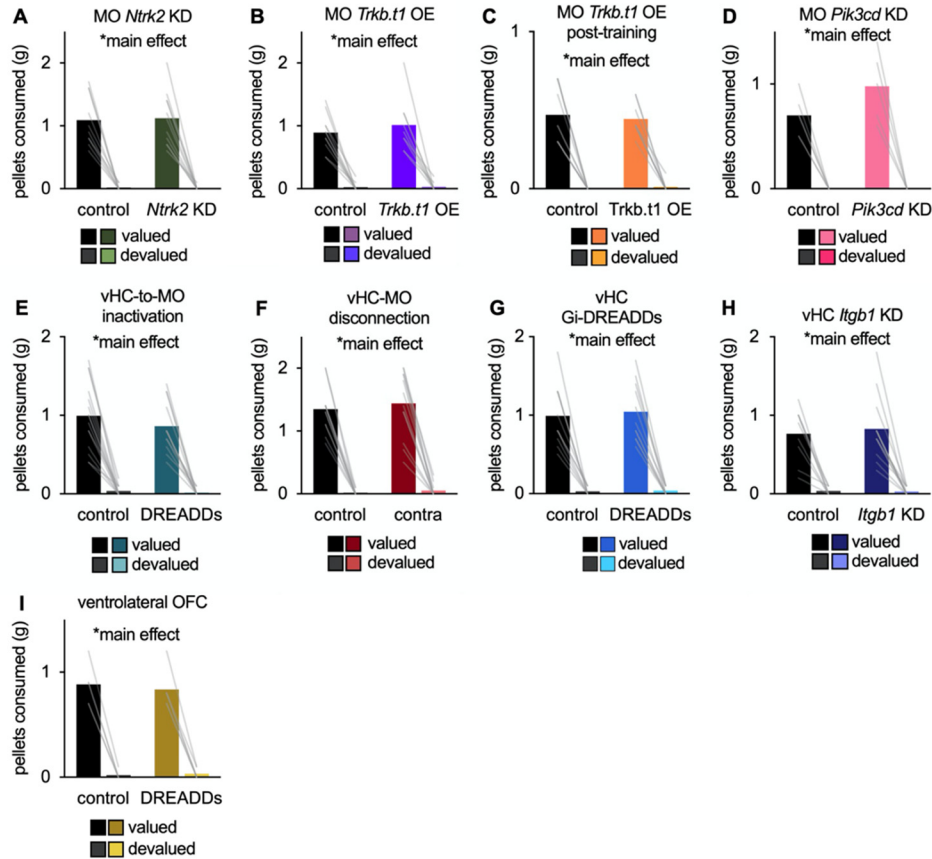 A
MO Ntrk2 KD
*main effect
pellets consumed (g)
2
1
0
control Ntrk2 KD
valued
devalued
B
MO Trkb.t1 OE
*main effect
pellets consumed (g)
2
1
0
control Trkb.t1 OE
valued
devalued
C
MO Trkb.t1 OE
post-training
*main effect
pellets consumed (g)
1
0
control Trkb.t1 OE
valued
devalued
D
MO Pik3cd KD
*main effect
pellets consumed (g)
1
0
control Pik3cd KD
valued
devalued
E
vHC-to-MO
inactivation
*main effect
pellets consumed (g)
2
1
0
control DREADDs
valued
devalued
F
vHC-MO
disconnection
*main effect
pellets consumed (g)
2
1
0
control contra
valued
devalued
G
vHC
Gi-DREADDs
*main effect
pellets consumed (g)
2
1
0
control DREADDs
valued
devalued
H
vHC Itgb1 KD
*main effect
pellets consumed (g)
2
1
0
control Itgb1 KD
valued
devalued
I
ventrolateral OFC
*main effect
pellets consumed (g)
1
0
control DREADDs
valued
devalued